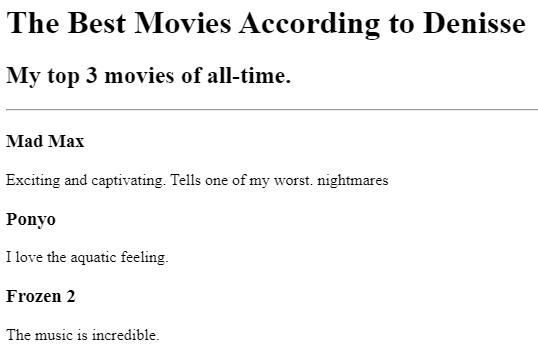 The Best Movies According to Denisse
My top 3 movies of all-time.
Mad Max
Exciting and captivating. Tells one of my worst. nightmares
Ponyo
I love the aquatic feeling.
Frozen 2
The music is incredible.